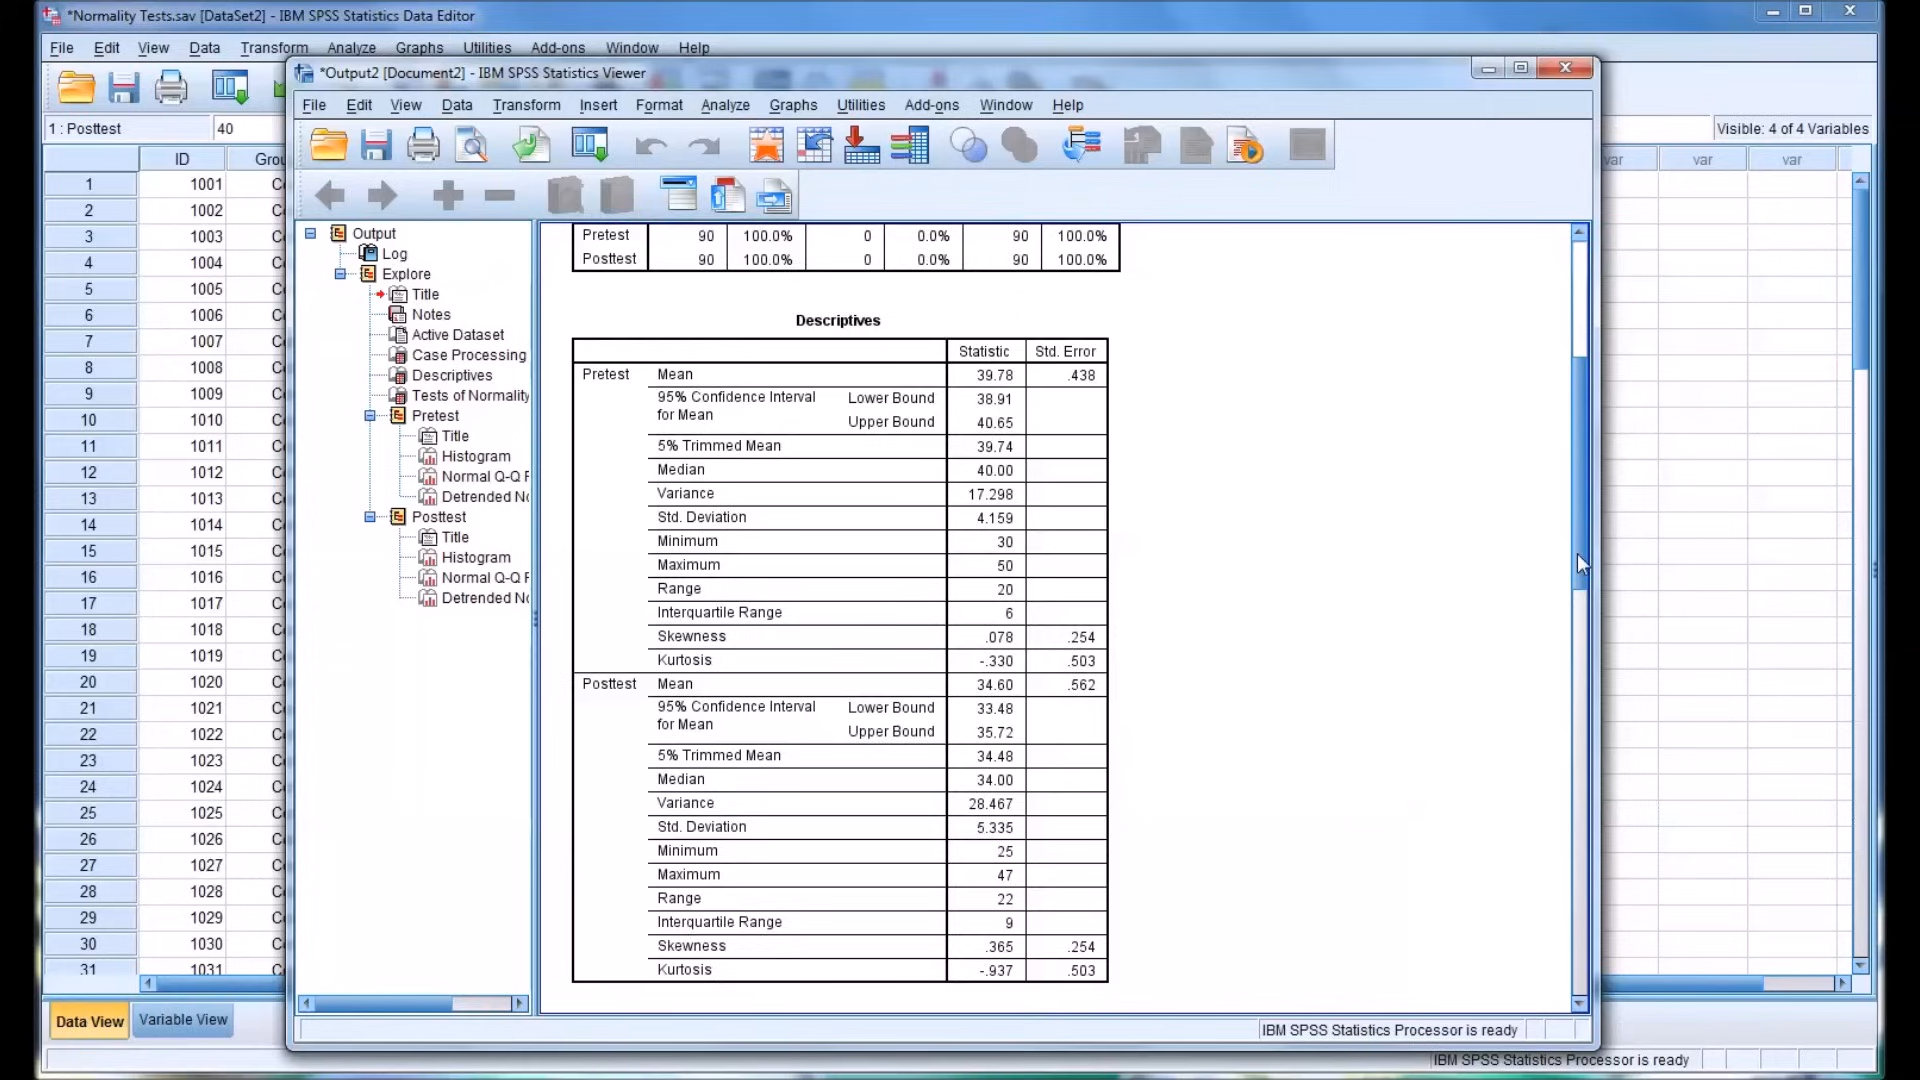 *Normality Tests.sav [DataSet2] - IBM SPSS Statistics Data Editor
File Edit View Data Transform Analyze Graphs Utilities Add-ons Window Help
*Output2 [Document2] - IBM SPSS Statistics Viewer
File Edit View Data Transform Insert Format Analyze Graphs Utilities Add-ons Window Help
1 : Posttest 40
Visible: 4 of 4 Variables
ID Grou
var var var
1 1001
2 1002
3 1003
4 1004
5 1005
6 1006
7 1007
8 1008
9 1009
10 1010
11 1011
12 1012
13 1013
14 1014
15 1015
16 1016
17 1017
18 1018
19 1019
20 1020
21 1021
22 1022
23 1023
24 1024
25 1025
26 1026
27 1027
28 1028
29 1029
30 1030
31 1031
Output
Log
Explore
Title
Notes
Active Dataset
Case Processing
Descriptives
Tests of Normality
Pretest
Title
Histogram
Normal Q-Q
Detrended No
Posttest
Title
Histogram
Normal Q-Q
Detrended No
Pretest 90 100.0% 0 0.0% 90 100.0%
Posttest 90 100.0% 0 0.0% 90 100.0%
Descriptives
Statistic Std. Error
Pretest Mean 39.78 .438
95% Confidence Interval for Mean Lower Bound 38.91
Upper Bound 40.65
5% Trimmed Mean 39.74
Median 40.00
Variance 17.298
Std. Deviation 4.159
Minimum 30
Maximum 50
Range 20
Interquartile Range 6
Skewness .078 .254
Kurtosis -.330 .503
Posttest Mean 34.60 .562
95% Confidence Interval for Mean Lower Bound 33.48
Upper Bound 35.72
5% Trimmed Mean 34.48
Median 34.00
Variance 28.467
Std. Deviation 5.335
Minimum 25
Maximum 47
Range 22
Interquartile Range 9
Skewness .365 .254
Kurtosis -.937 .503
Data View Variable View
IBM SPSS Statistics Processor is ready
IBM SPSS Statistics Processor is ready